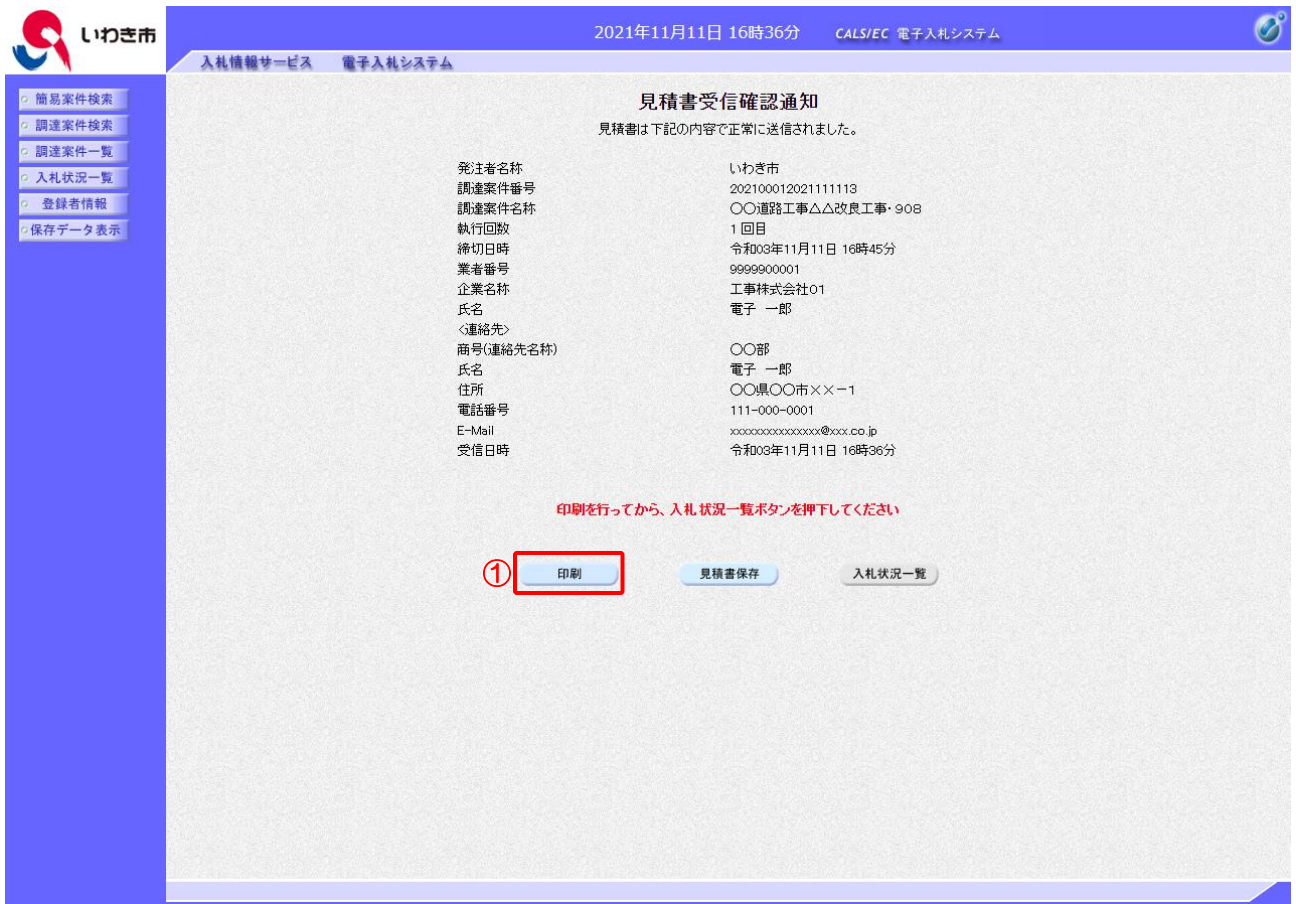 いわき市
2021年11月11日 16時36分 CALS/EC 電子入札システム
入札情報サービス 電子入札システム
簡易案件検索
調達案件検索
調達案件一覧
入札状況一覧
登録者情報
保存データ表示
見積書受信確認通知
見積書は下記の内容で正常に送信されました。
発注者名称 いわき市
調達案件番号 202100012021111113
調達案件名称 〇〇道路工事△△改良工事・908
執行回数 1回目
締切日時 令和03年11月11日 16時45分
業者番号 9999900001
企業名称 工事株式会社01
氏名 電子 一郎
〈連絡先〉
商号(連絡先名称) 〇〇部
氏名 電子 一郎
住所 〇〇県〇〇市××－1
電話番号 111-000-0001
E-Mail xxxxxxxxxxxxxxx@xxx.co.jp
受信日時 令和03年11月11日 16時36分
印刷を行ってから、入札状況一覧ボタンを押下してください
① 印刷 見積書保存 入札状況一覧